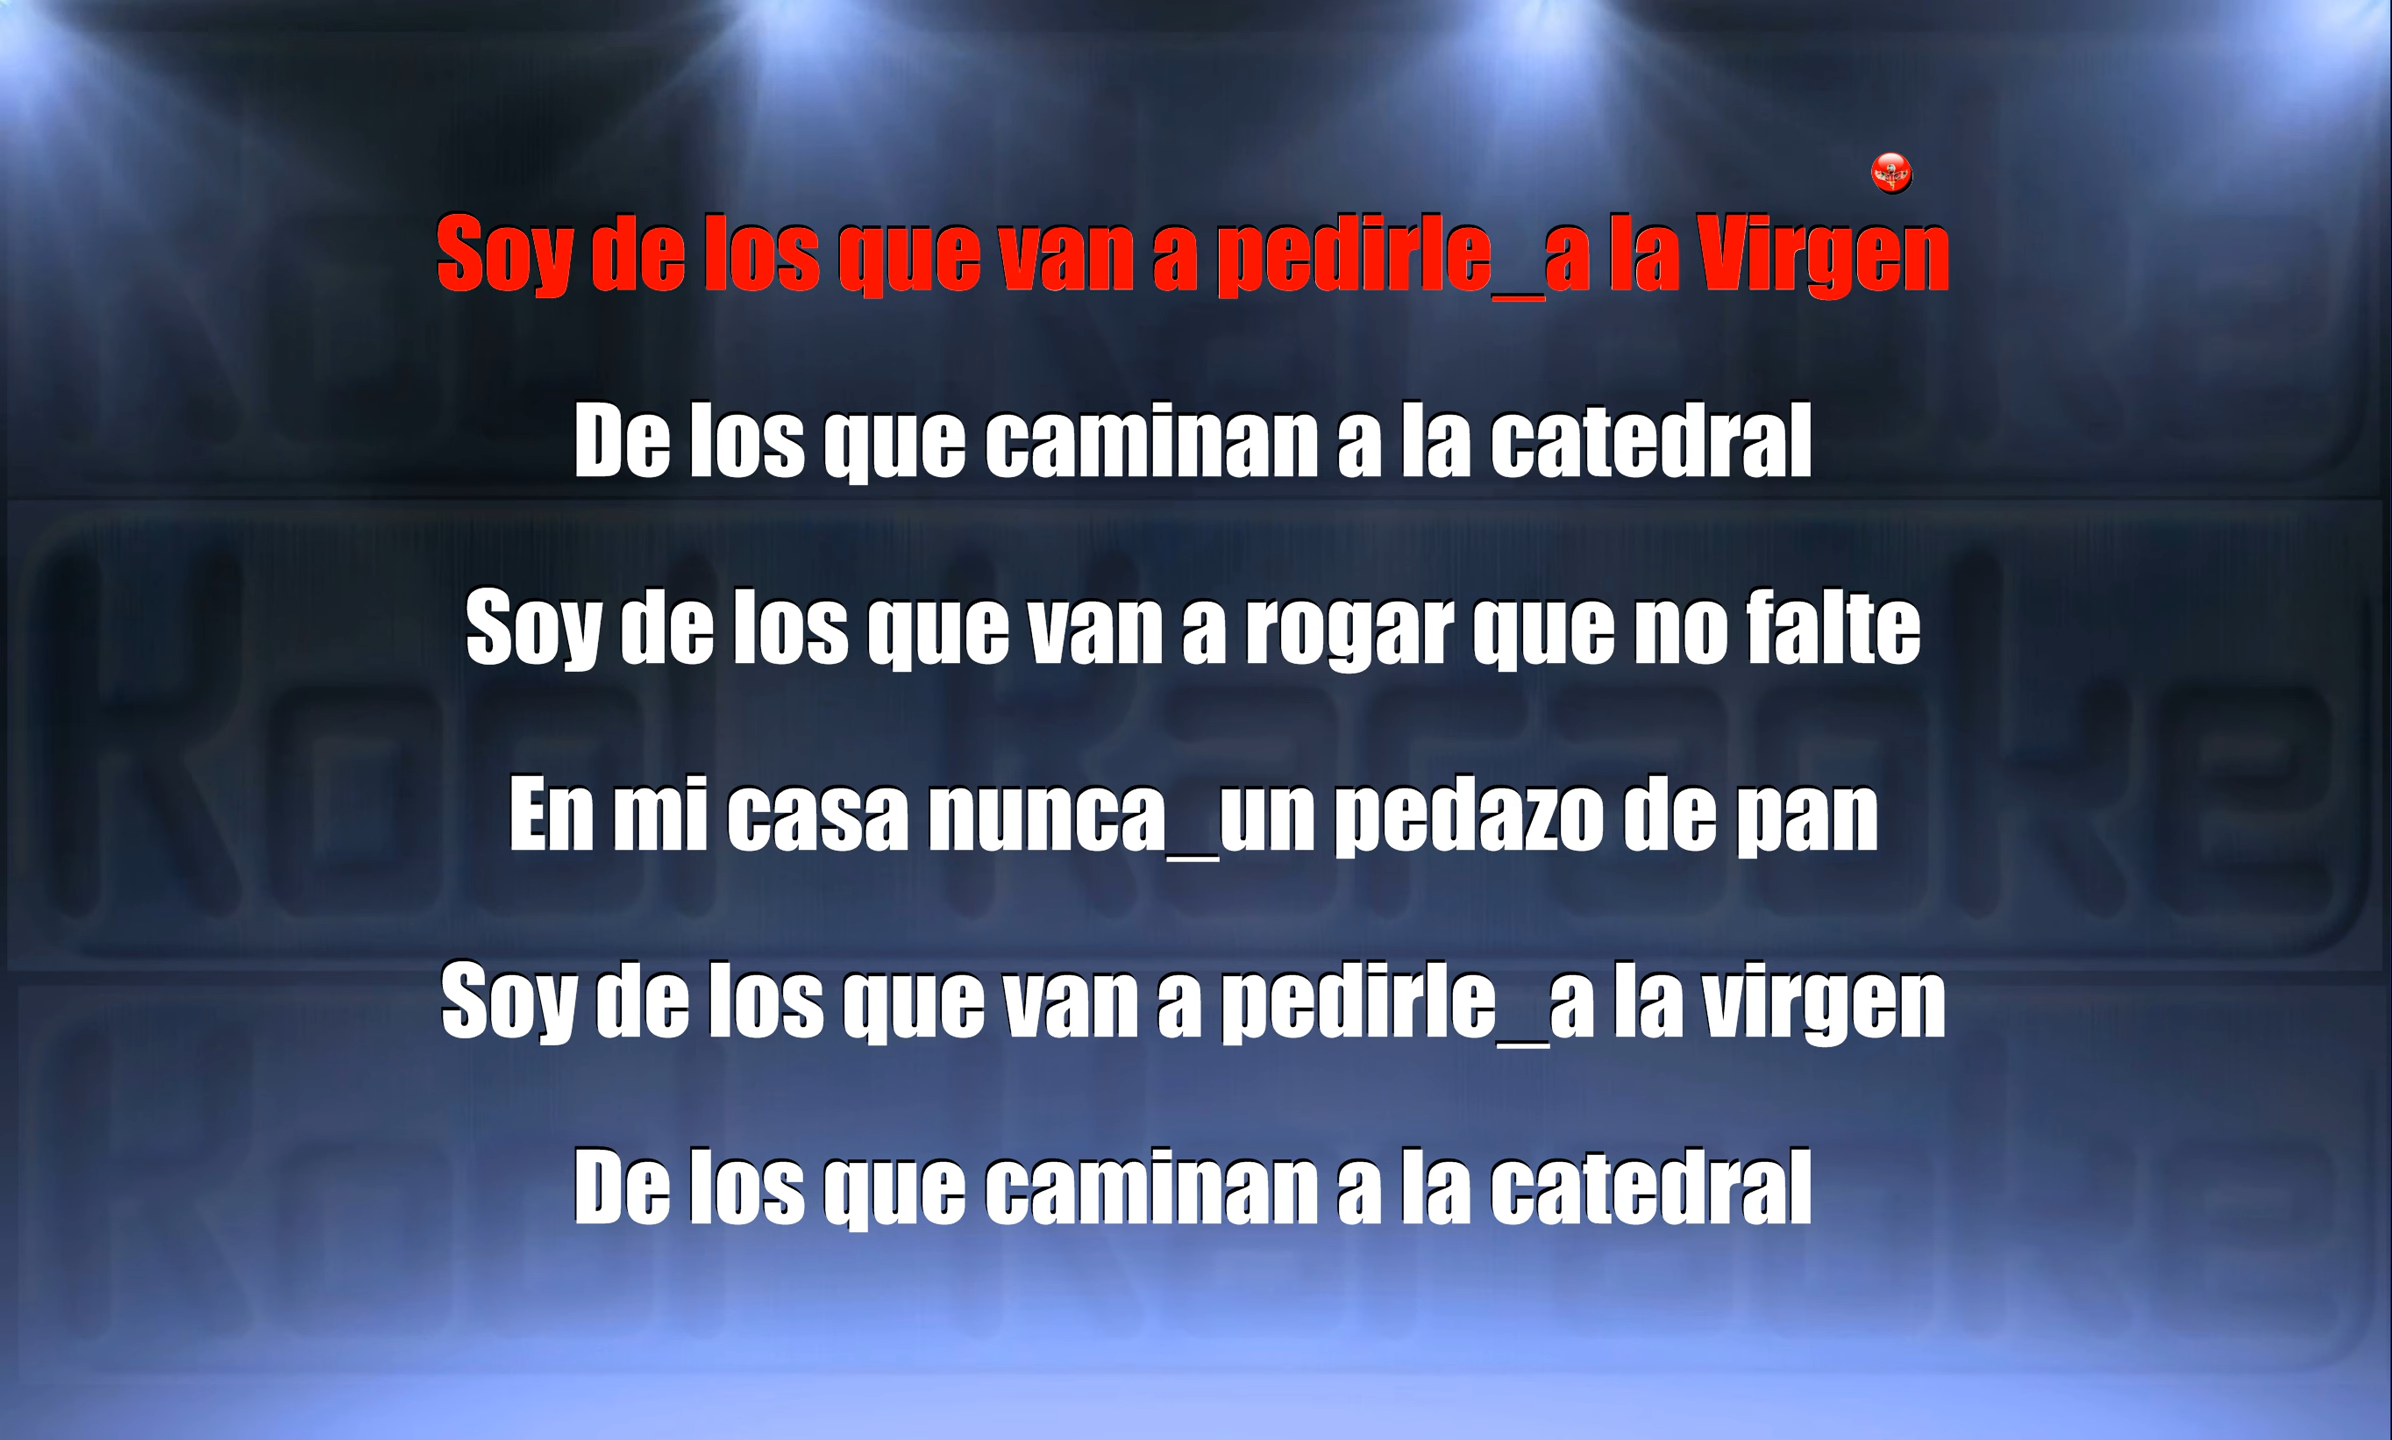 Soy de los que van a pedirle_a la Virgen
De los que caminan a la catedral
Soy de los que van a rogar que no falte
Kool Karaoke
En mi casa nunca_un pedazo de pan
Soy de los que van a pedirle_a la virgen
De los que caminan a la catedral